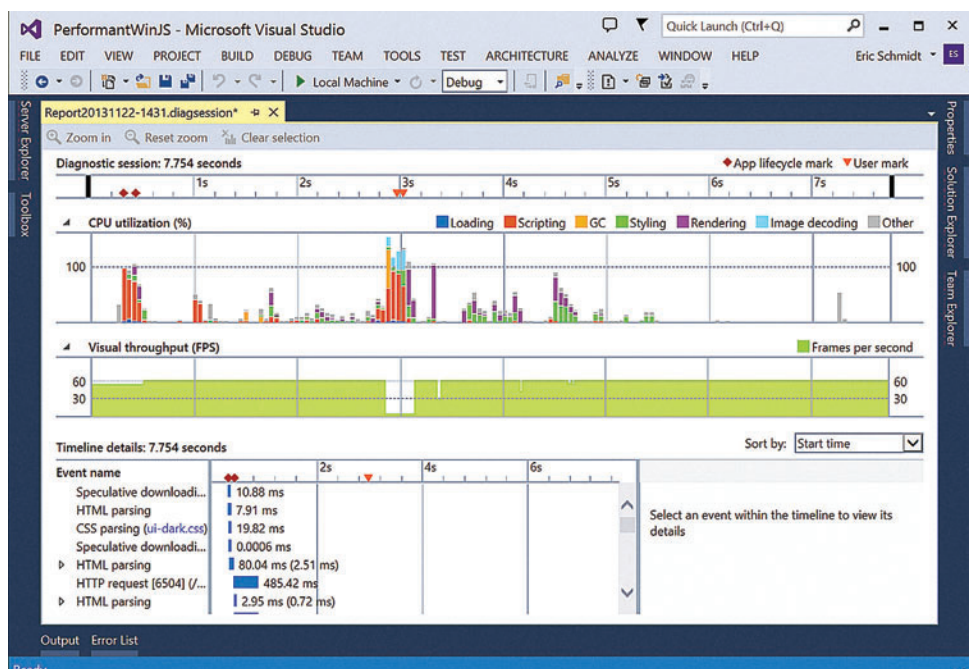 PerformantWinJS - Microsoft Visual Studio
Quick Launch (Ctrl+Q)
FILE EDIT VIEW PROJECT BUILD DEBUG TEAM TOOLS TEST ARCHITECTURE ANALYZE WINDOW HELP Eric Schmidt ES
Local Machine Debug
Server Explorer
Toolbox
Report20131122-1431.diagsession*
Zoom in Reset zoom Clear selection
Diagnostic session: 7.754 seconds App lifecycle mark User mark
1s 2s 3s 4s 5s 6s 7s
CPU utilization (%) Loading Scripting GC Styling Rendering Image decoding Other
100 100
Visual throughput (FPS) Frames per second
60 60
30 30
Timeline details: 7.754 seconds Sort by: Start time
Event name 2s 4s 6s
Speculative downloadi... 10.88 ms
HTML parsing 7.91 ms
CSS parsing (ui-dark.css) 19.82 ms
Speculative downloadi... 0.0006 ms
HTML parsing 80.04 ms (2.51 ms)
HTTP request [6504] (/... 485.42 ms
HTML parsing 2.95 ms (0.72 ms)
Select an event within the timeline to view its
details
Properties
Solution Explorer
Team Explorer
Output Error List
Ready